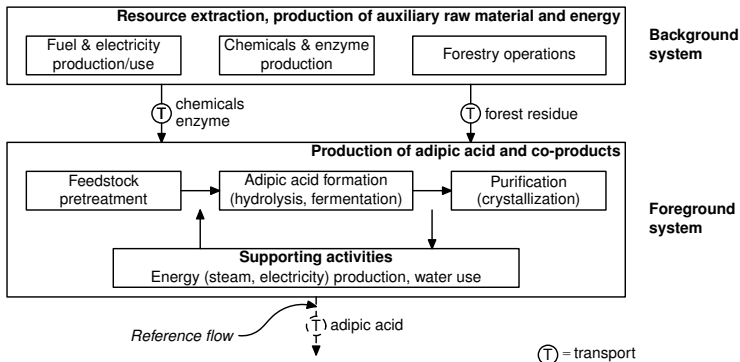 Resource extraction, production of auxiliary raw material and energy
Fuel & electricity
production/use
Chemicals & enzyme
production
Forestry operations
Background
system
T
chemicals
enzyme
T
forest residue
Production of adipic acid and co-products
Feedstock
pretreatment
Adipic acid formation
(hydrolysis, fermentation)
Purification
(crystallization)
Foreground
system
Supporting activities
Energy (steam, electricity) production, water use
Reference flow
T
adipic acid
T = transport